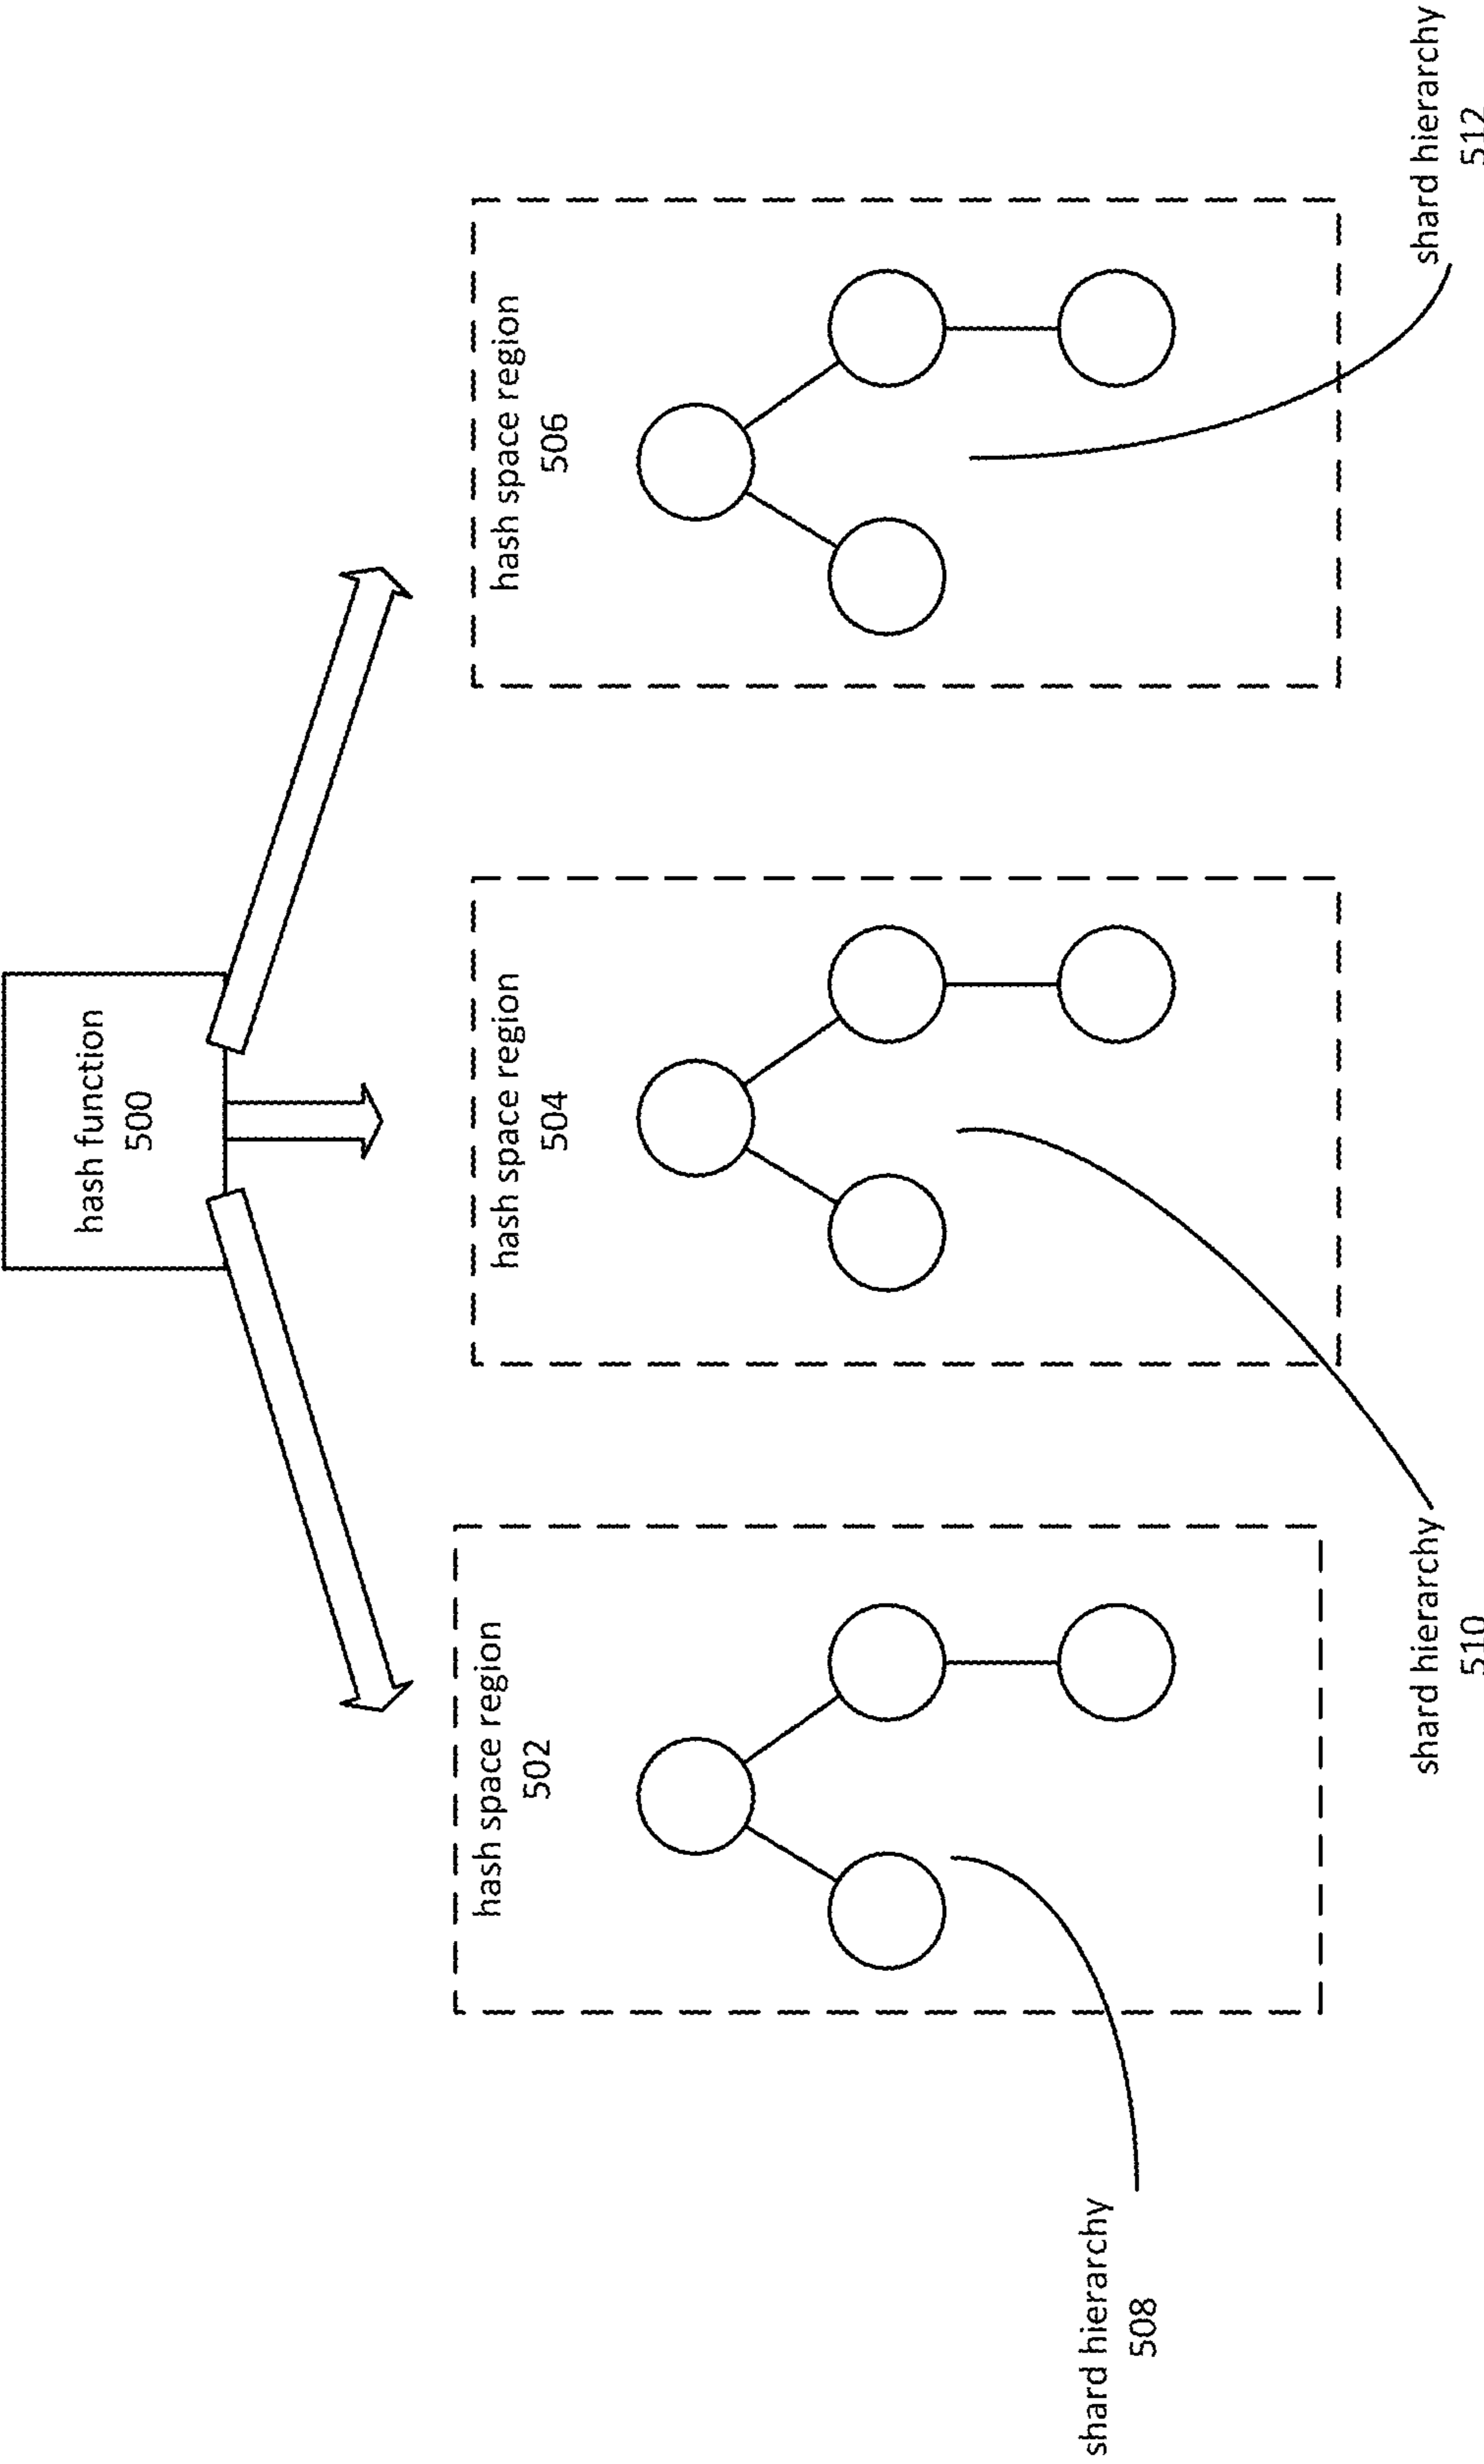 hash function
500
hash space region
502
hash space region
504
hash space region
506
shard hierarchy
508
shard hierarchy
510
shard hierarchy
512